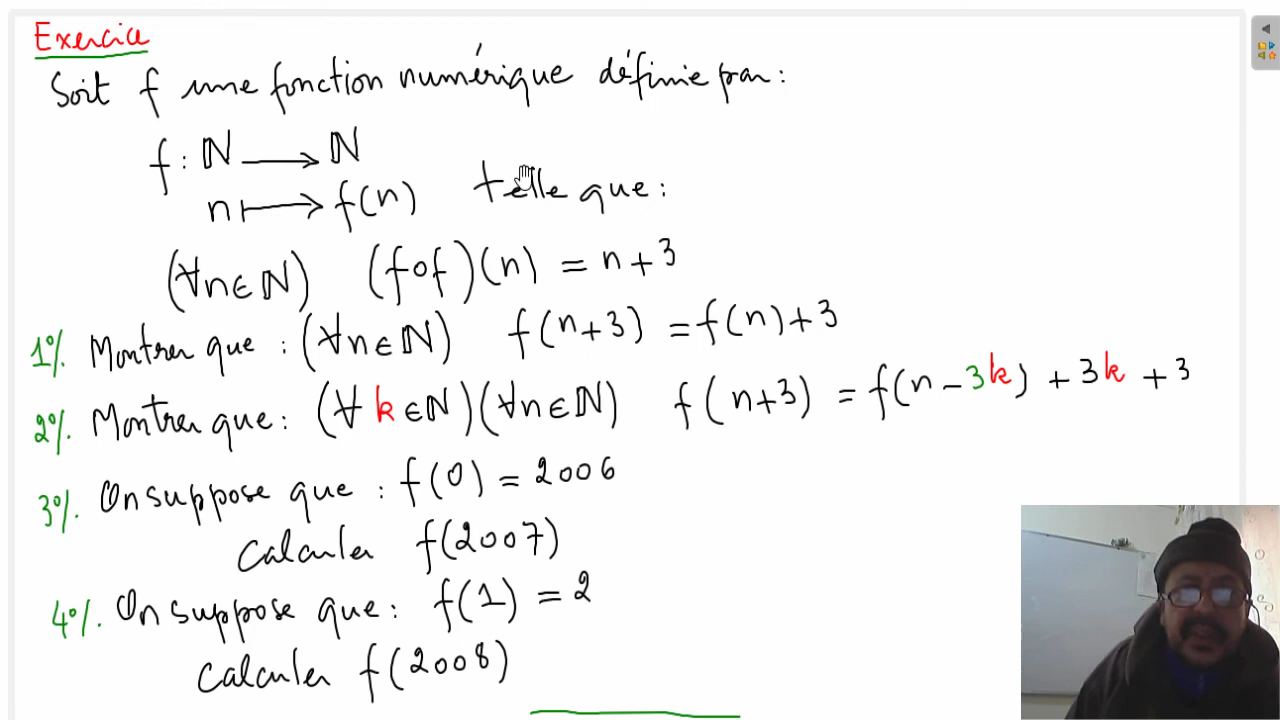 Exercice
Soit f une fonction numérique définie par :
f : ℕ ⟶ ℕ
n ⟼ f(n) telle que :
(∀n∈ℕ) (fof)(n) = n+3
1°/. Montrer que : (∀n∈ℕ) f(n+3) = f(n)+3
2°/. Montrer que : (∀k∈ℕ)(∀n∈ℕ) f(n+3) = f(n-3k) + 3k + 3
3°/. On suppose que : f(0) = 2006
Calculer f(2007)
4°/. On suppose que : f(1) = 2
Calculer f(2008)